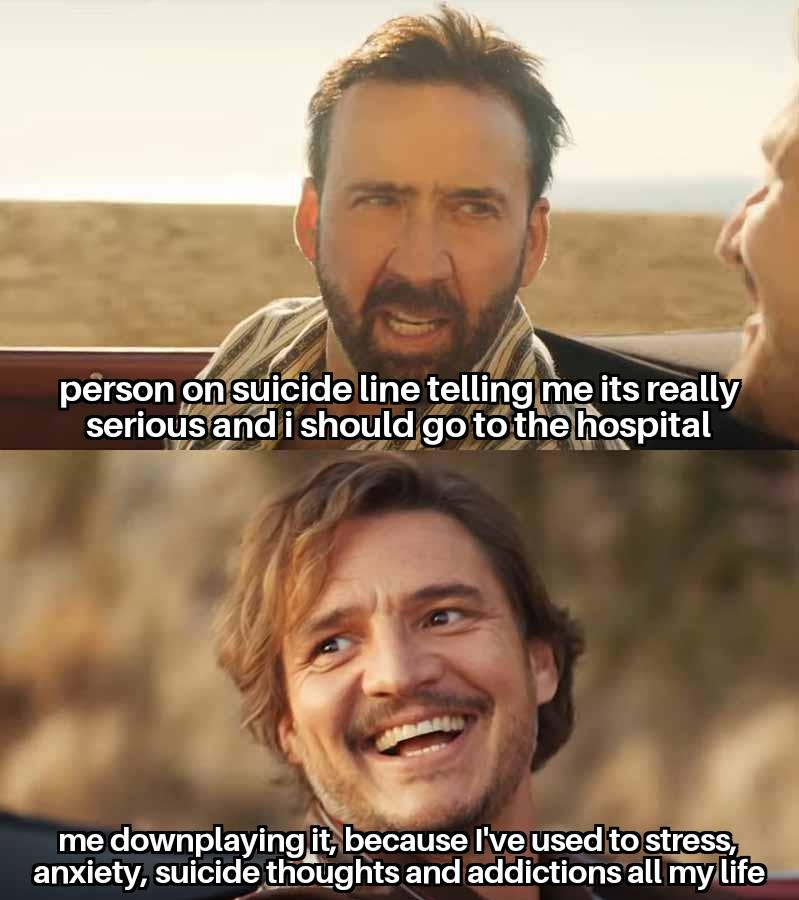 person on suicide line telling me its really
serious and i should go to the hospital
me downplaying it, because I've used to stress,
anxiety, suicide thoughts and addictions all my life